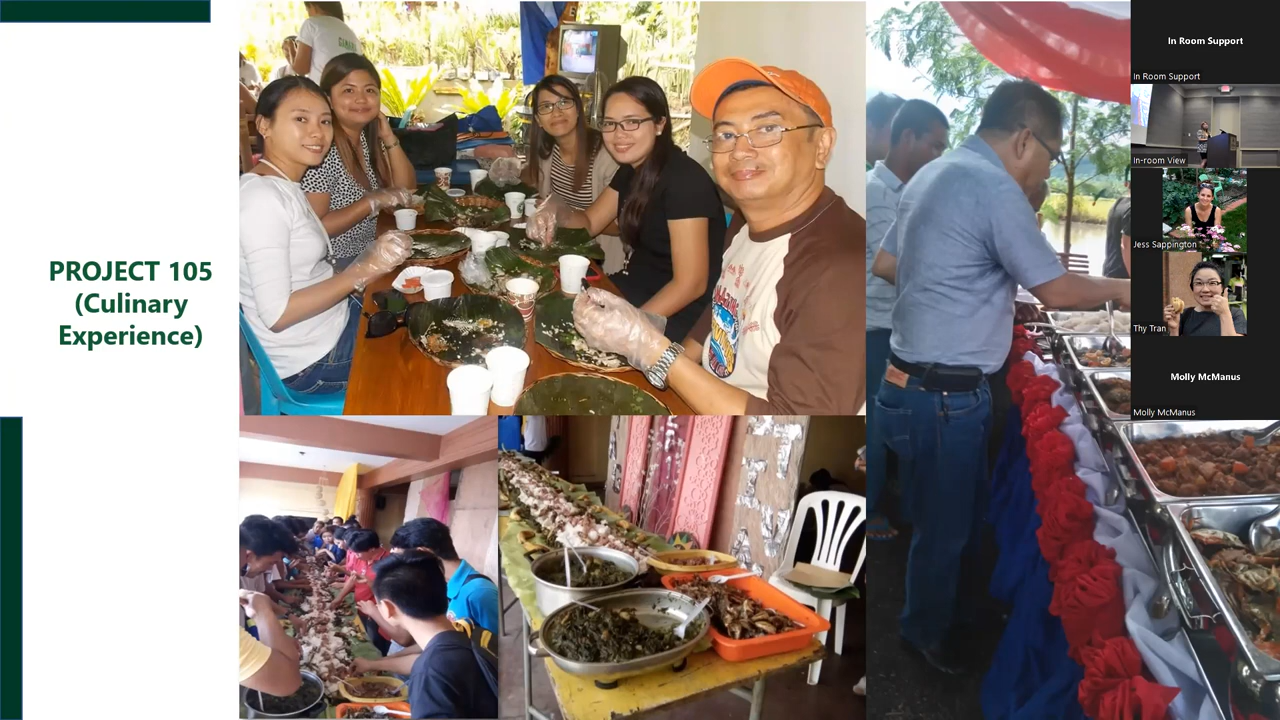 PROJECT 105
(Culinary
Experience)
In Room Support
In Room Support
In-room View
Jess Sappington
Thy Tran
Molly McManus
Molly McManus